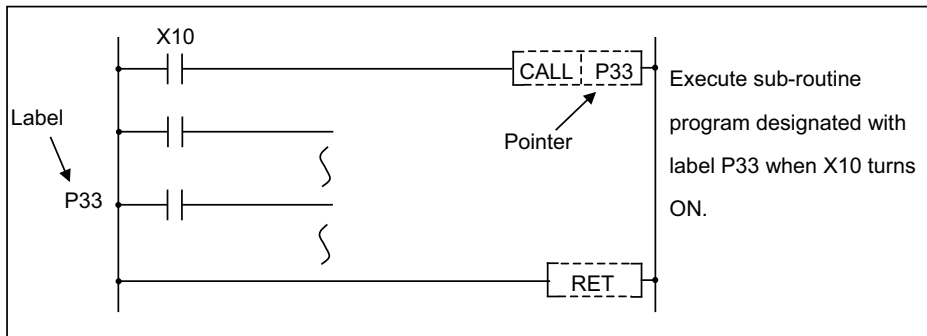 X10
CALL P33
Label
Pointer
P33
RET
Execute sub-routine
program designated with
label P33 when X10 turns
ON.